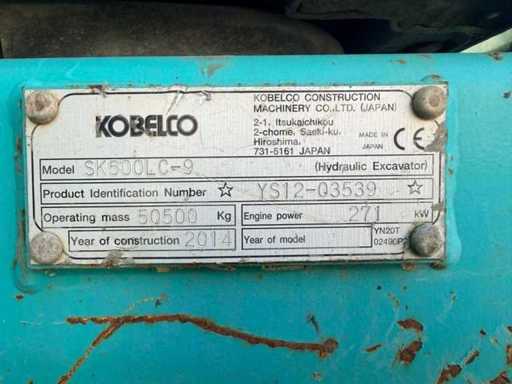 KOBELCO
KOBELCO CONSTRUCTION
MACHINERY CO.,LTD. (JAPAN)
2-1, Itsukaichikou
2-chome, Saeki-ku,
Hiroshima,
731-5161 JAPAN
MADE IN
JAPAN
CE
Model SK500LC-9 (Hydraulic Excavator)
Product Identification Number ☆ YS12-03539 ☆
Operating mass 50500 Kg Engine power 271 kW
Year of construction 2014 Year of model
YN20T